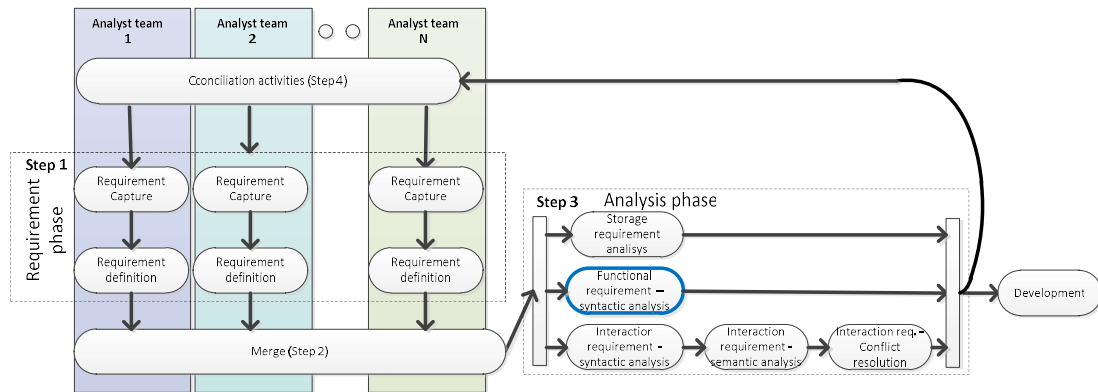 Analyst team
1
Analyst team
2
Analyst team
N
Cconciliation activities (Step 4)
Step 1
Requirement
phase
Requirement
Capture
Requirement
Capture
Requirement
Capture
Requirement
definition
Requirement
definition
Requirement
definition
Merge (Step 2)
Step 3
Analysis phase
Storage
requirement
analisys
Functional
requirement –
syntactic analysis
Interaction
requirement –
syntactic analysis
Interaction
requirement –
semantic analysis
Interaction req. –
Conflict
resolution
Development